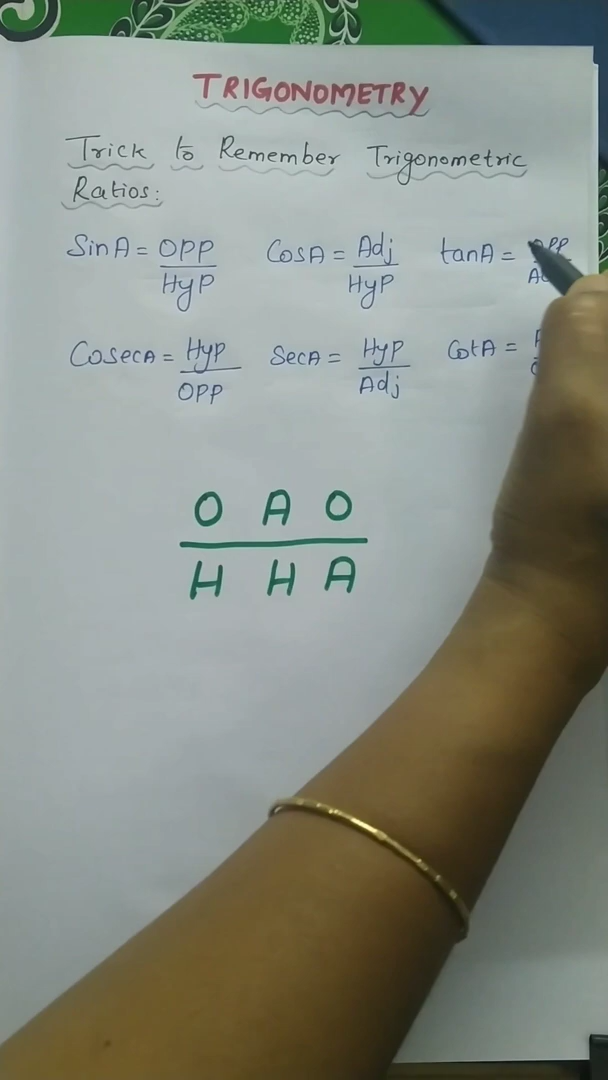 TRIGONOMETRY
Trick to Remember Trigonometric
Ratios:
SinA = OPP/HyP CosA = Adj/HyP tanA = OPP
CosecA = Hyp/OPP SecA = Hyp/Adj CotA =
O A O
H H A